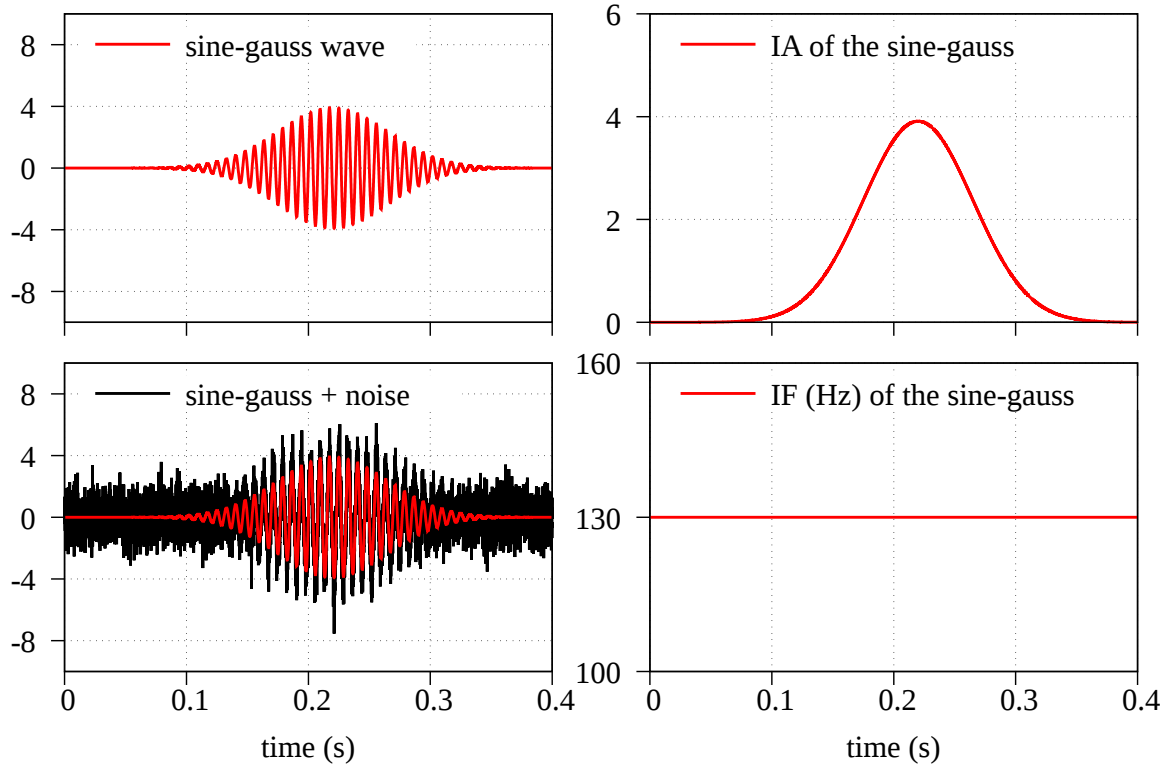 8
4
0
-4
-8
sine-gauss wave
6
4
2
0
IA of the sine-gauss
8
4
0
-4
-8
sine-gauss + noise
0 0.1 0.2 0.3 0.4
time (s)
160
130
100
IF (Hz) of the sine-gauss
0 0.1 0.2 0.3 0.4
time (s)